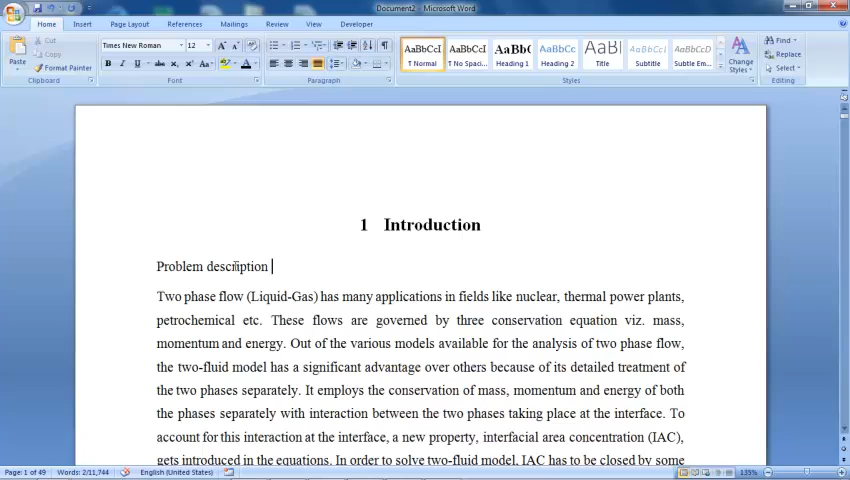 Document2 - Microsoft Word
Home Insert Page Layout References Mailings Review View Developer
Cut
Copy
Format Painter
Paste
Clipboard
Times New Roman 12
Font
Paragraph
AaBbCcI AaBbCcI AaBbC AaBbCc AaBI AaBbCcI AaBbCcD
¶ Normal ¶ No Spaci... Heading 1 Heading 2 Title Subtitle Subtle Em...
Change Styles
Styles
Find
Replace
Select
Editing
1 Introduction
Problem description
Two phase flow (Liquid-Gas) has many applications in fields like nuclear, thermal power plants,
petrochemical etc. These flows are governed by three conservation equation viz. mass,
momentum and energy. Out of the various models available for the analysis of two phase flow,
the two-fluid model has a significant advantage over others because of its detailed treatment of
the two phases separately. It employs the conservation of mass, momentum and energy of both
the phases separately with interaction between the two phases taking place at the interface. To
account for this interaction at the interface, a new property, interfacial area concentration (IAC),
gets introduced in the equations. In order to solve two-fluid model, IAC has to be closed by some
Page: 1 of 49 Words: 2/11,744 English (United States) 135%